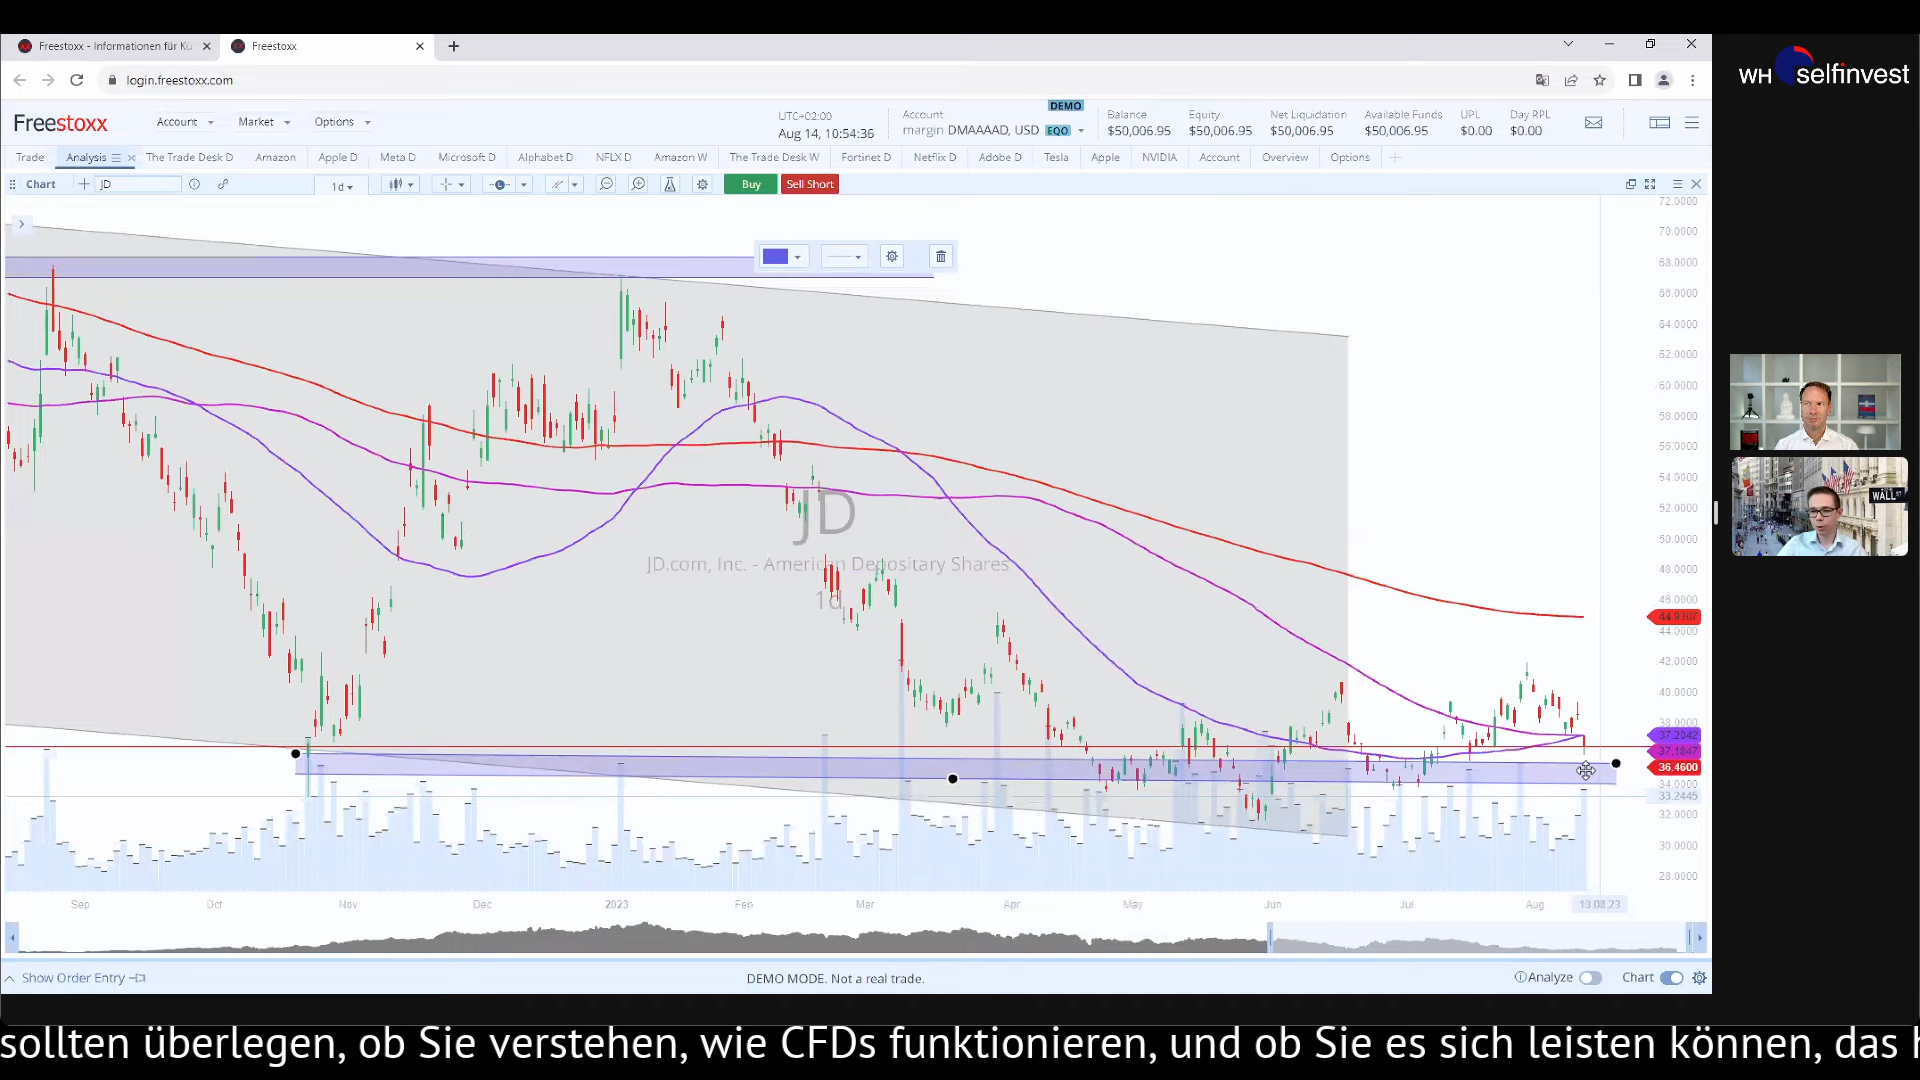 Freestoxx - Informationen für Ku
Freestoxx
login.freestoxx.com
WH selfinvest
Freestoxx
Account
Market
Options
UTC+02:00
Aug 14, 10:54:36
Account
DEMO
margin DMAAAAD, USD EQO
Balance
$50,006.95
Equity
$50,006.95
Net Liquidation
$50,006.95
Available Funds
$50,006.95
UPL
$0.00
Day RPL
$0.00
Trade
Analysis
The Trade Desk D
Amazon
Apple D
Meta D
Microsoft D
Alphabet D
NFLX D
Amazon W
The Trade Desk W
Fortinet D
Netflix D
Adobe D
Tesla
Apple
NVIDIA
Account
Overview
Options
Chart
JD
1d
Buy
Sell Short
72.0000
70.0000
68.0000
66.0000
64.0000
62.0000
60.0000
58.0000
56.0000
54.0000
52.0000
50.0000
48.0000
46.0000
44.9307
44.0000
42.0000
40.0000
38.0000
37.2042
37.1847
36.4600
34.0000
33.2445
32.0000
30.0000
28.0000
JD
JD.com, Inc. - American Depositary Shares
1d
WALL ST
Sep
Oct
Nov
Dec
2023
Feb
Mar
Apr
May
Jun
Jul
Aug
18.08.23
Show Order Entry
DEMO MODE. Not a real trade.
Analyze
Chart
sollten überlegen, ob Sie verstehen, wie CFDs funktionieren, und ob Sie es sich leisten können, das